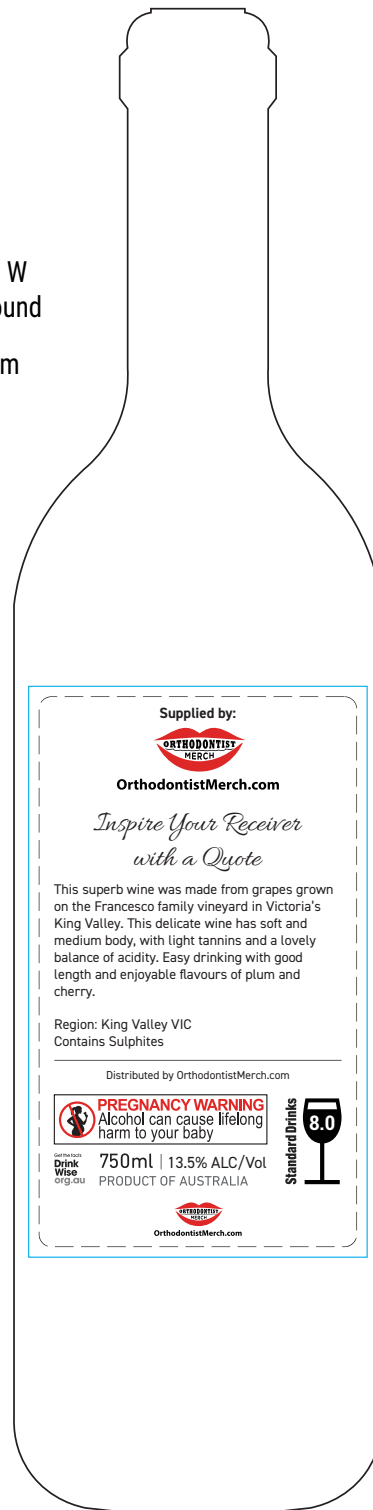 W
ound
m
Supplied by:
ORTHODONTIST
MERCH
OrthodontistMerch.com
Inspire Your Receiver
with a Quote
This superb wine was made from grapes grown
on the Francesco family vineyard in Victoria's
King Valley. This delicate wine has soft and
medium body, with light tannins and a lovely
balance of acidity. Easy drinking with good
length and enjoyable flavours of plum and
cherry.
Region: King Valley VIC
Contains Sulphites
Distributed by OrthodontistMerch.com
PREGNANCY WARNING
Alcohol can cause lifelong
harm to your baby
Standard Drinks
8.0
Get the facts
Drink
Wise
org.au
750ml | 13.5% ALC/Vol
PRODUCT OF AUSTRALIA
ORTHODONTIST
MERCH
OrthodontistMerch.com